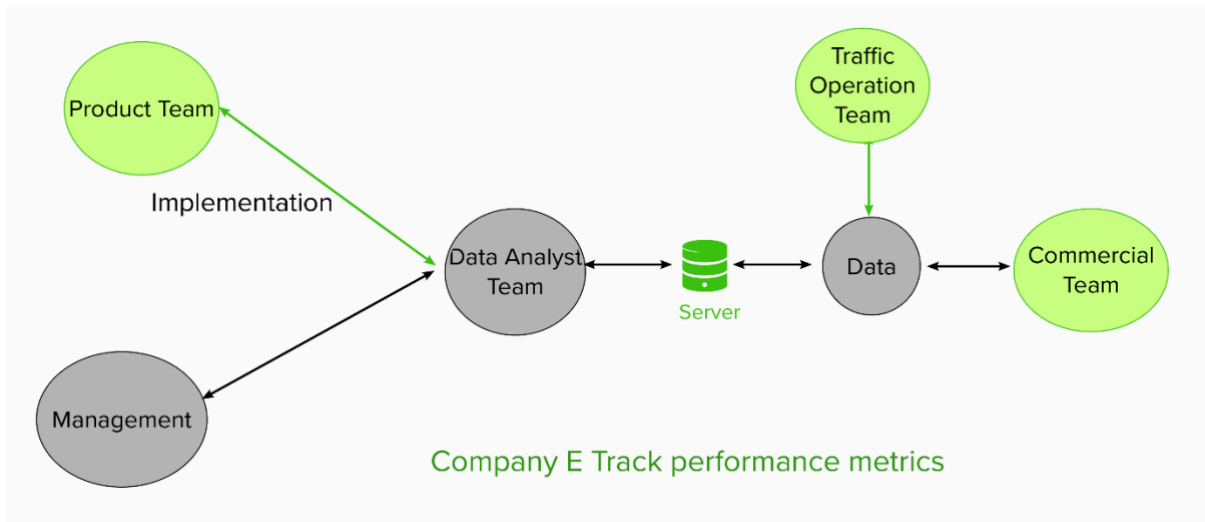 Product Team
Traffic
Operation
Team
Implementation
Data Analyst
Team
Server
Data
Commercial
Team
Management
Company E Track performance metrics